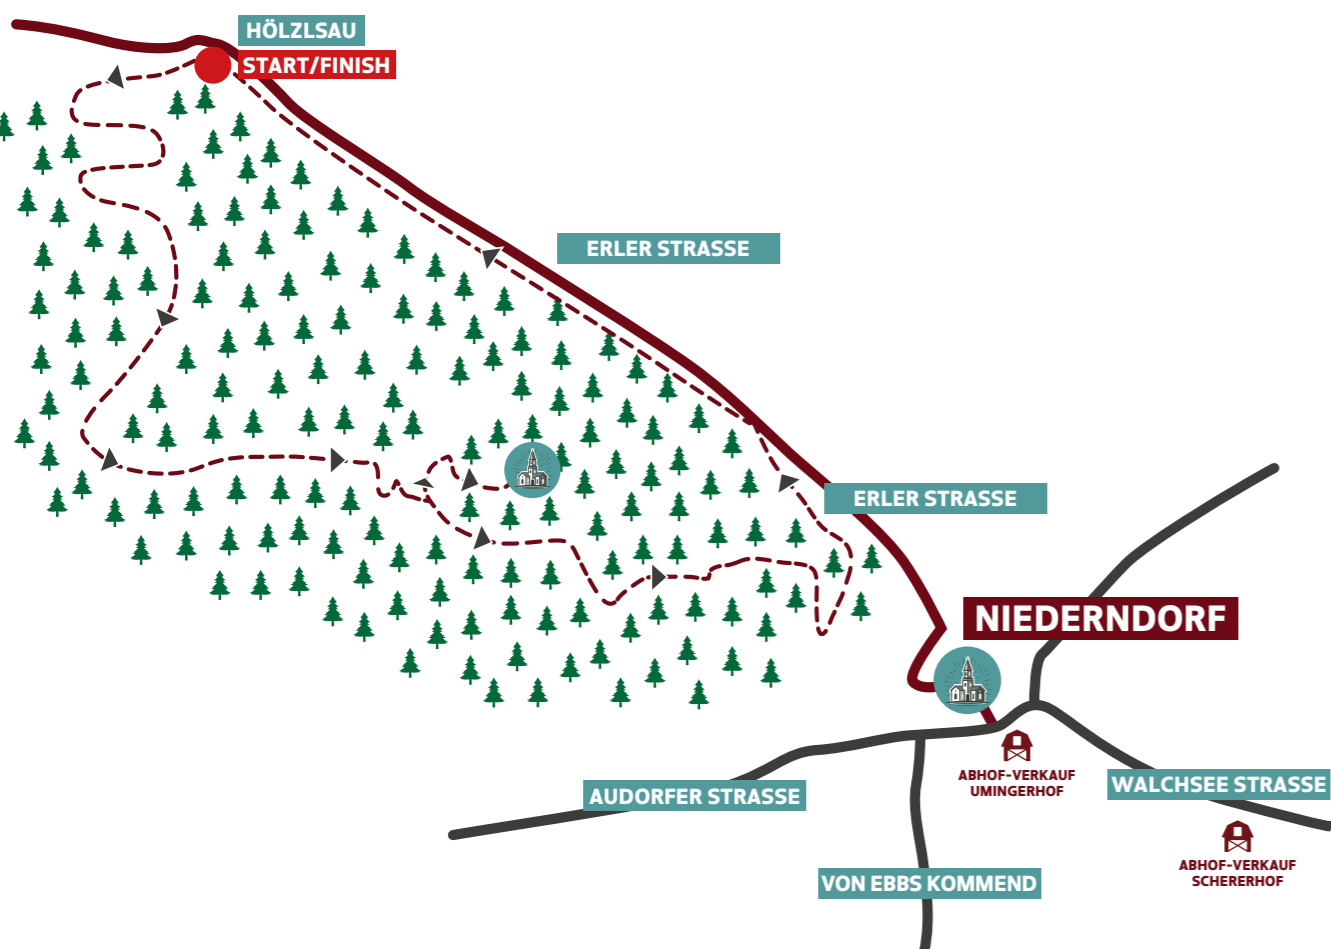 HÖLZLSAU
START/FINISH
ERLER STRASSE
ERLER STRASSE
NIEDERNDORF
ABHOF-VERKAUF
UMINGERHOF
WALCHSEE STRASSE
AUDORFER STRASSE
ABHOF-VERKAUF
SCHERERHOF
VON EBBS KOMMEND